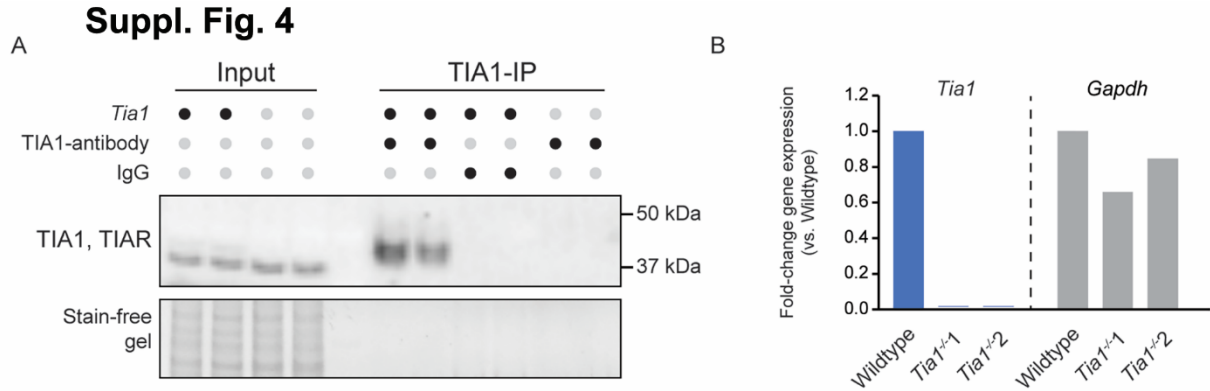 Suppl. Fig. 4
A
Input
TIA1-IP
Tia1
TIA1-antibody
IgG
TIA1, TIAR
50 kDa
37 kDa
Stain-free
gel
B
Tia1
Gapdh
Fold-change gene expression
(vs. Wildtype)
1.2
1.0
0.8
0.6
0.4
0.2
0.0
Wildtype
Tia1-/-1
Tia1-/-2
Wildtype
Tia1-/-1
Tia1-/-2